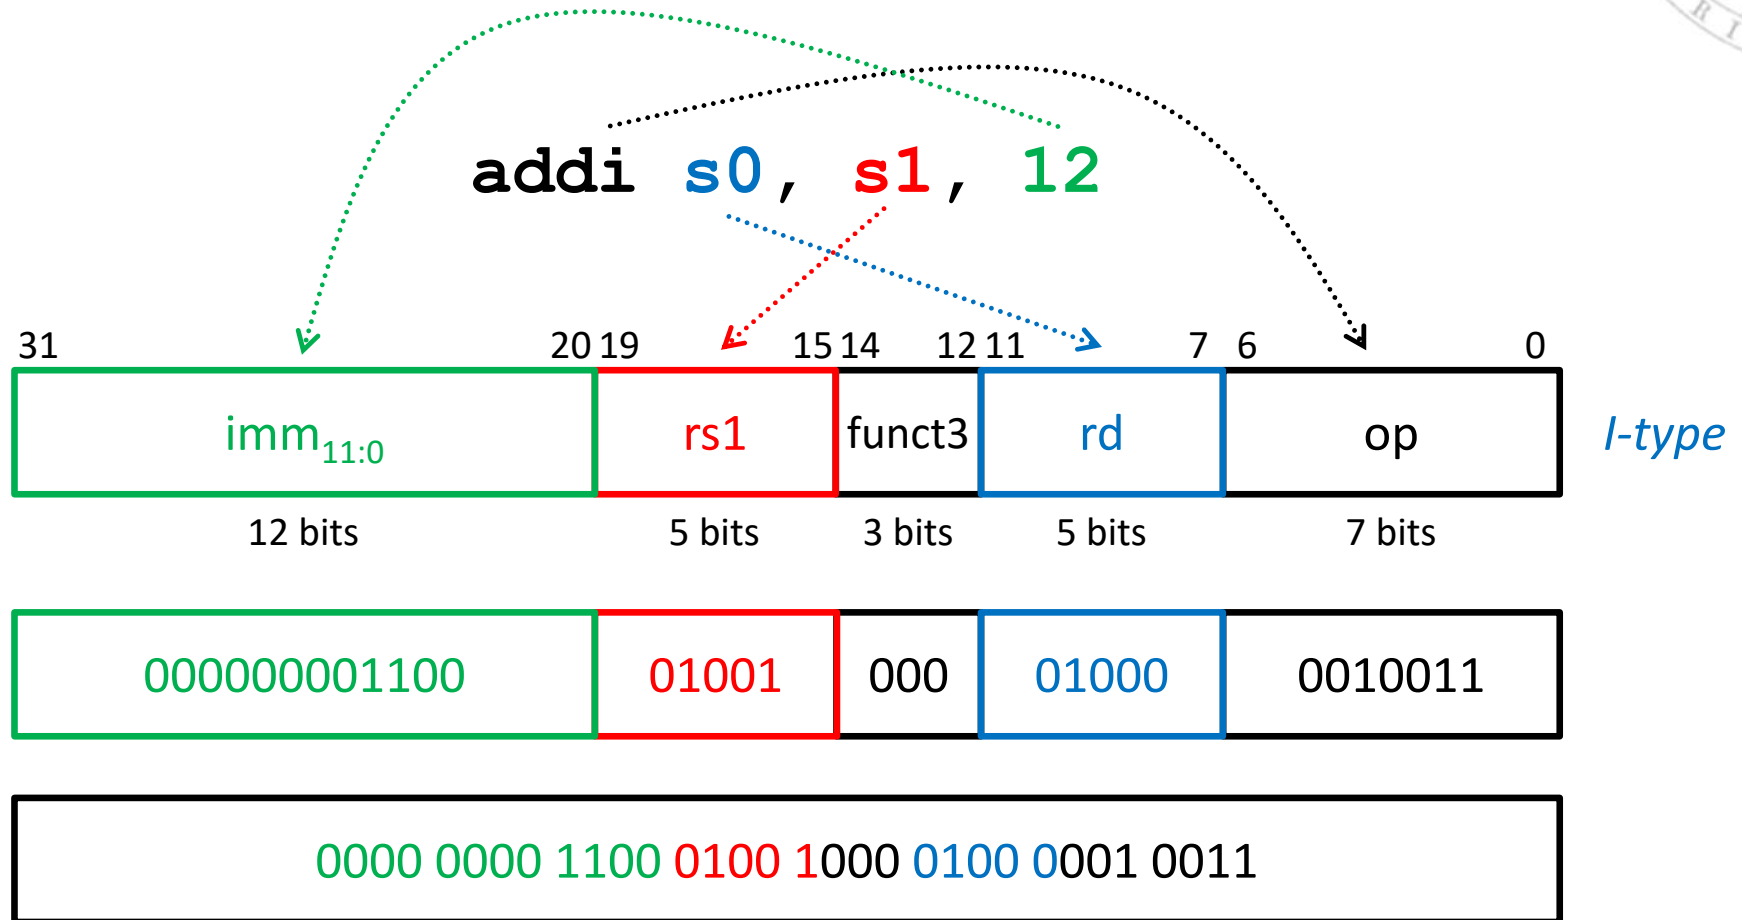 R I
addi s0, s1, 12
31 20 19 15 14 12 11 7 6 0
imm11:0 rs1 funct3 rd op I-type
12 bits 5 bits 3 bits 5 bits 7 bits
000000001100 01001 000 01000 0010011
0000 0000 1100 0100 1000 0100 0001 0011